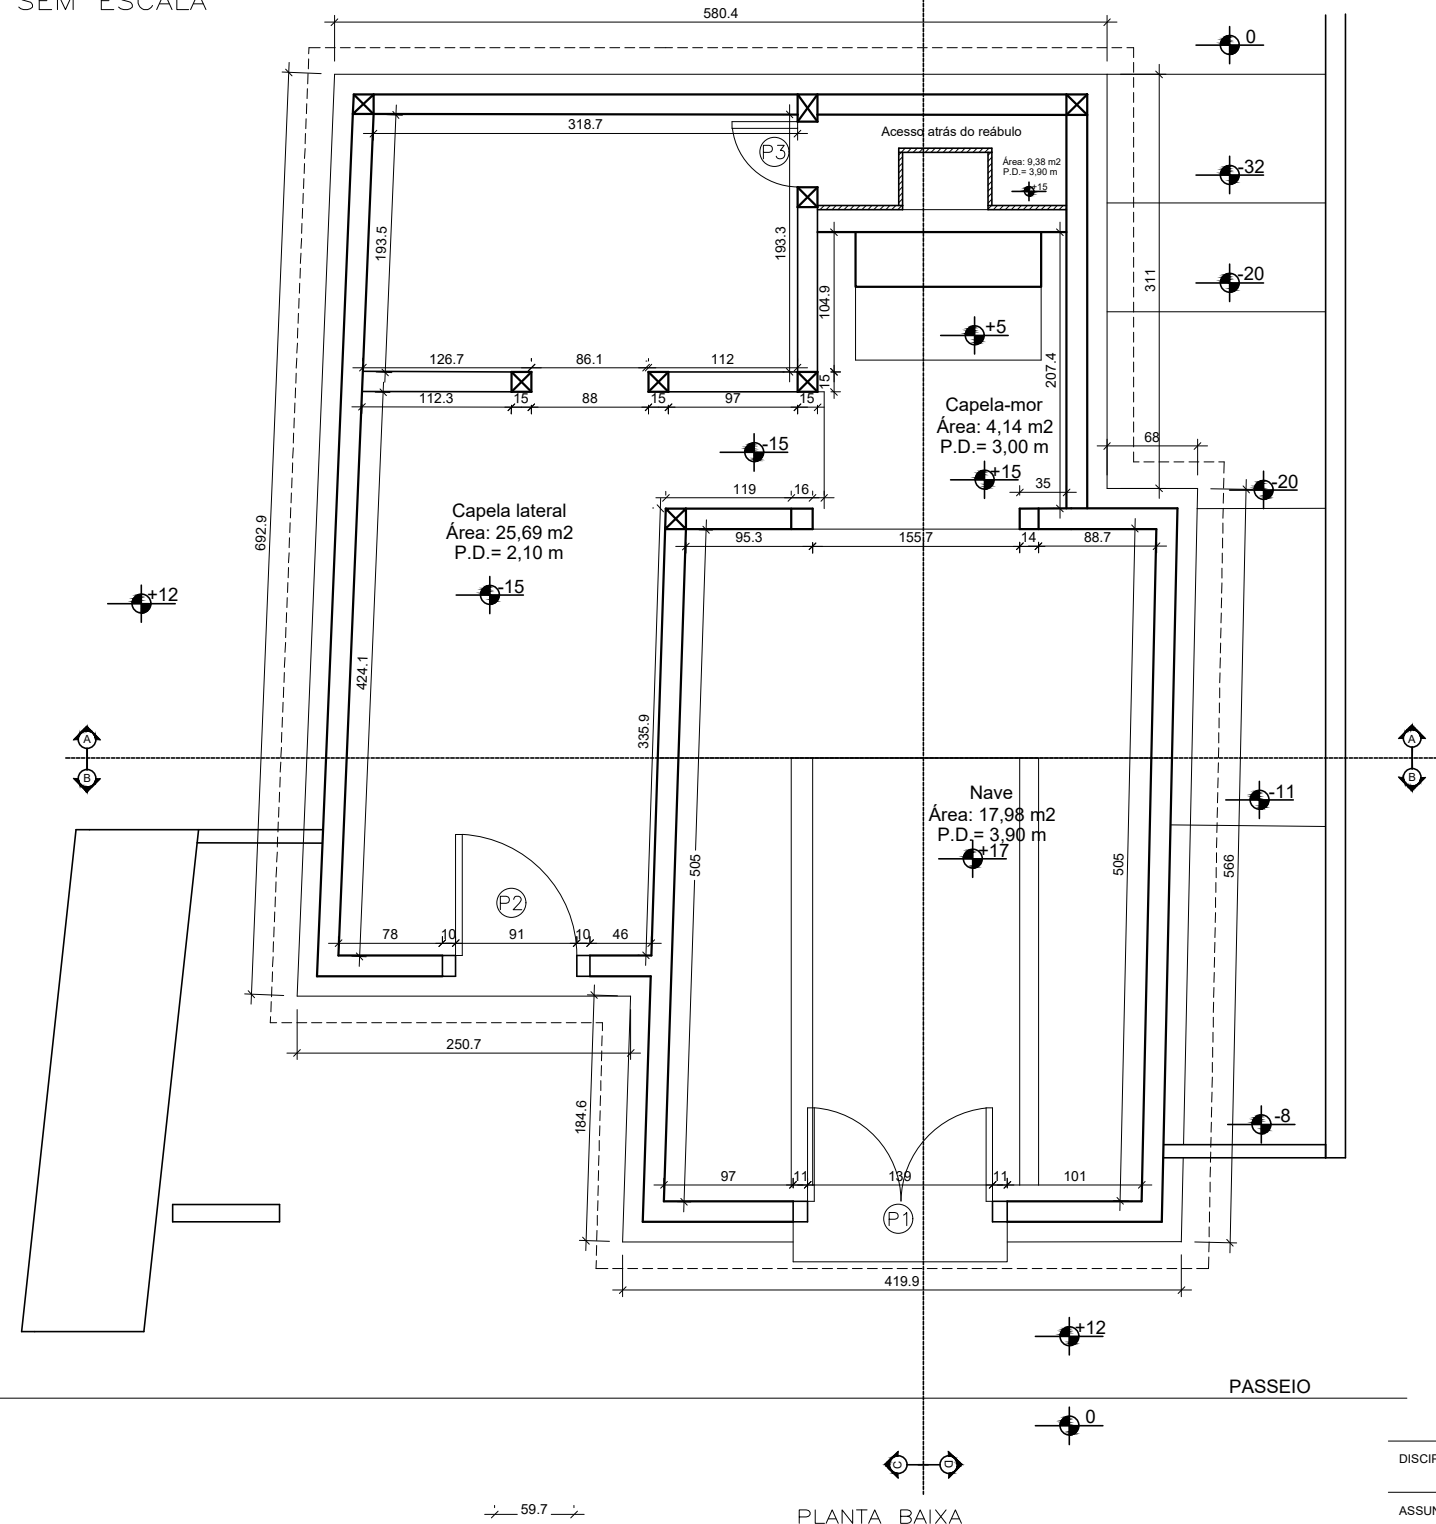 SEM ESCALA
580.4
0
318.7
P3
Acesso atrás do reábulo
Área: 9,38 m2
P.D.= 3,90 m
+15
-32
193.5
193.3
104.9
311
-20
+5
126.7
86.1
112
15
207.4
112.3
15
88
15
97
15
Capela-mor
Área: 4,14 m2
P.D.= 3,00 m
+15
-15
68
119
16
35
-20
Capela lateral
Área: 25,69 m2
P.D.= 2,10 m
-15
692.9
95.3
155.7
14
88.7
+12
424.1
335.9
A
B
A
B
Nave
Área: 17,98 m2
P.D.= 3,90 m
+17
-11
505
505
566
P2
78
10
91
10
46
250.7
184.6
-8
97
11
139
11
101
P1
419.9
+12
PASSEIO
0
C
D
DISCIP
59.7
PLANTA BAIXA
ASSUN